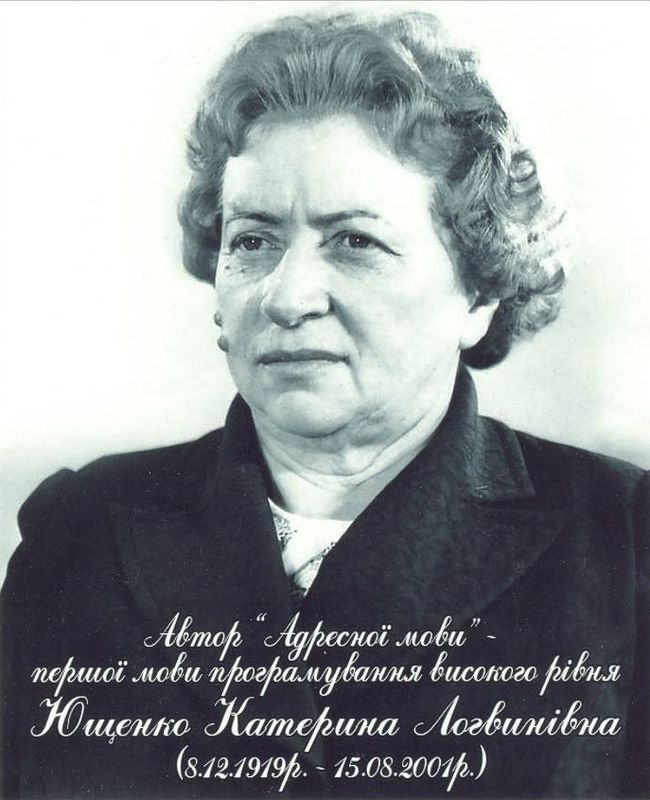 Автор "Адресної мови" -
першої мови програмування високого рівня
Ющенко Катерина Логвинівна
(8.12.1919р. - 15.08.2001р.)